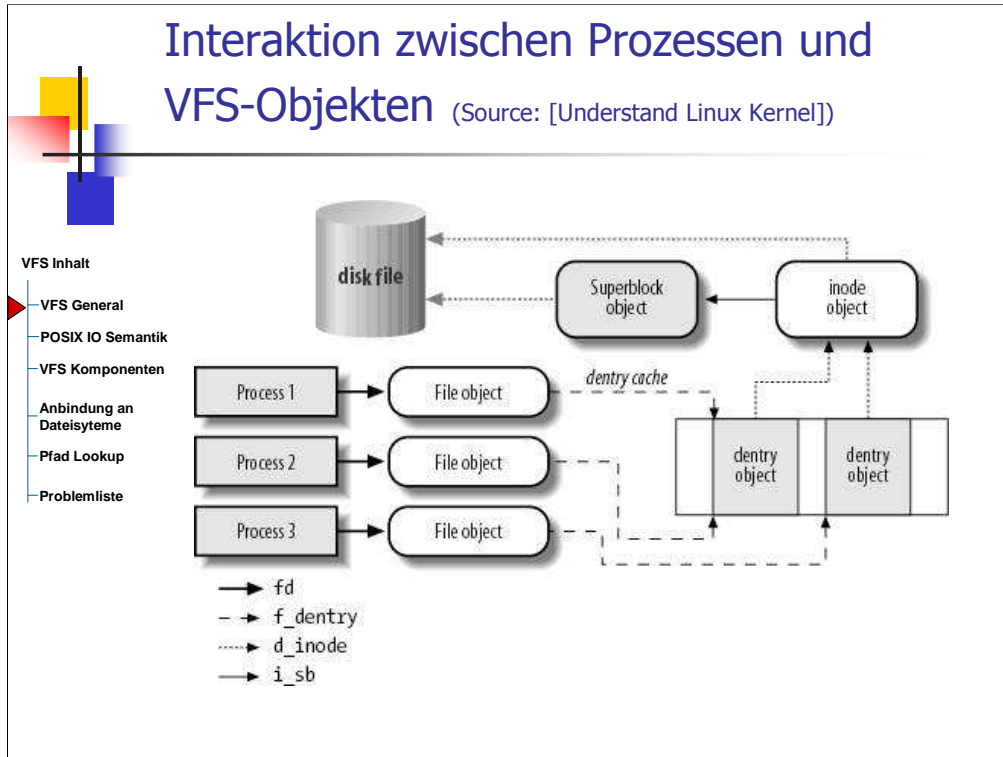 Interaktion zwischen Prozessen und
VFS-Objekten (Source: [Understand Linux Kernel])
VFS Inhalt
VFS General
POSIX IO Semantik
VFS Komponenten
Anbindung an
Dateisyteme
Pfad Lookup
Problemliste
disk file
Superblock
object
inode
object
Process 1
File object
dentry cache
Process 2
File object
dentry
object
dentry
object
Process 3
File object
fd
f_dentry
d_inode
i_sb